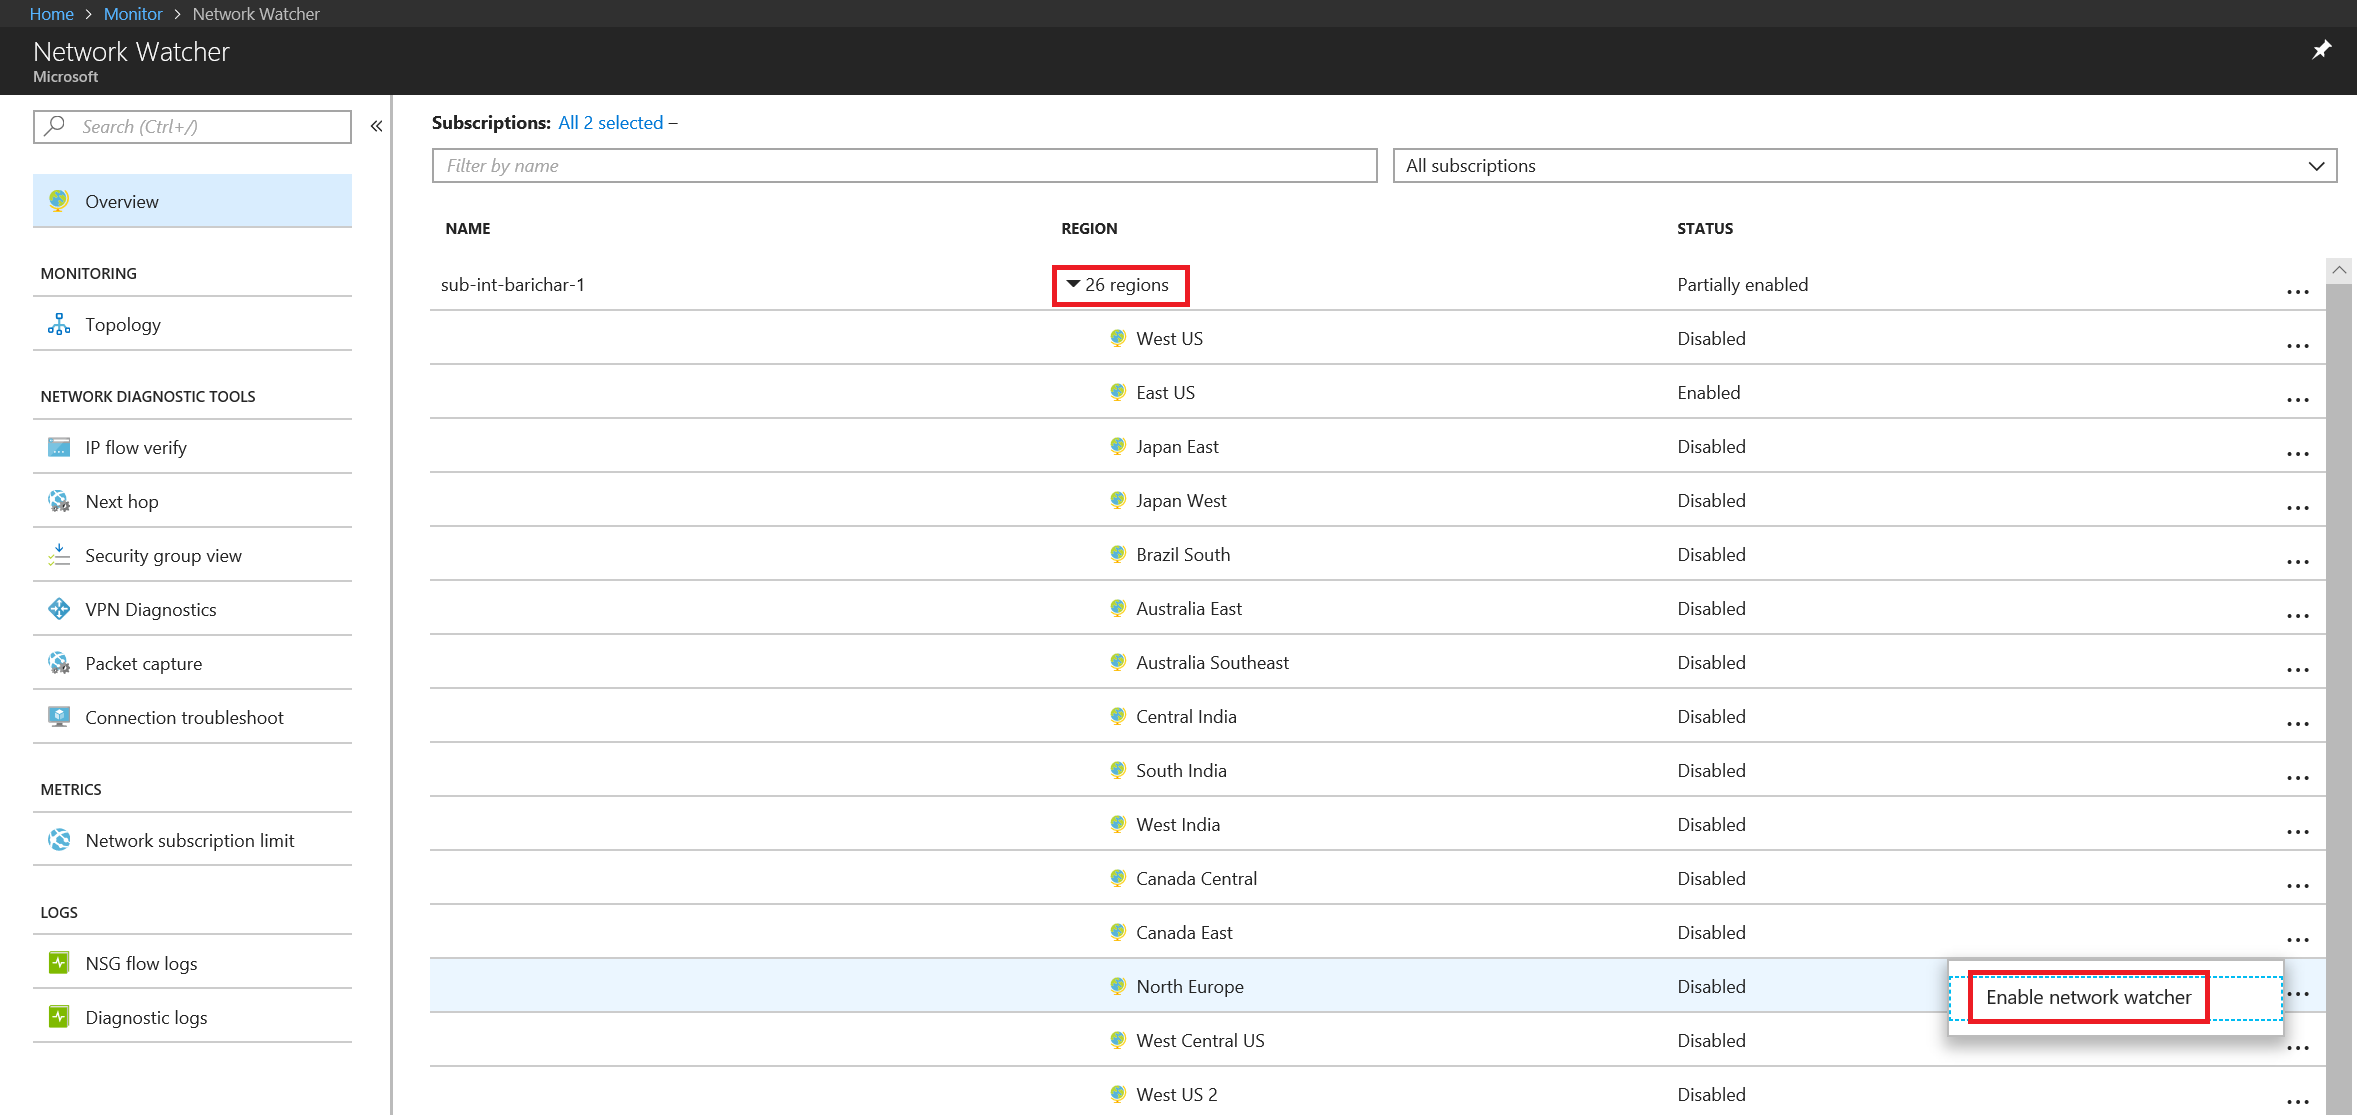 Home > Monitor > Network Watcher
Network Watcher
Microsoft
Search (Ctrl+/)
«
Overview
MONITORING
Topology
NETWORK DIAGNOSTIC TOOLS
IP flow verify
Next hop
Security group view
VPN Diagnostics
Packet capture
Connection troubleshoot
METRICS
Network subscription limit
LOGS
NSG flow logs
Diagnostic logs
Subscriptions: All 2 selected –
Filter by name
All subscriptions
NAME REGION STATUS
sub-int-barichar-1 26 regions Partially enabled ...
West US Disabled ...
East US Enabled ...
Japan East Disabled ...
Japan West Disabled ...
Brazil South Disabled ...
Australia East Disabled ...
Australia Southeast Disabled ...
Central India Disabled ...
South India Disabled ...
West India Disabled ...
Canada Central Disabled ...
Canada East Disabled ...
North Europe Disabled ...
Enable network watcher
West Central US Disabled ...
West US 2 Disabled ...